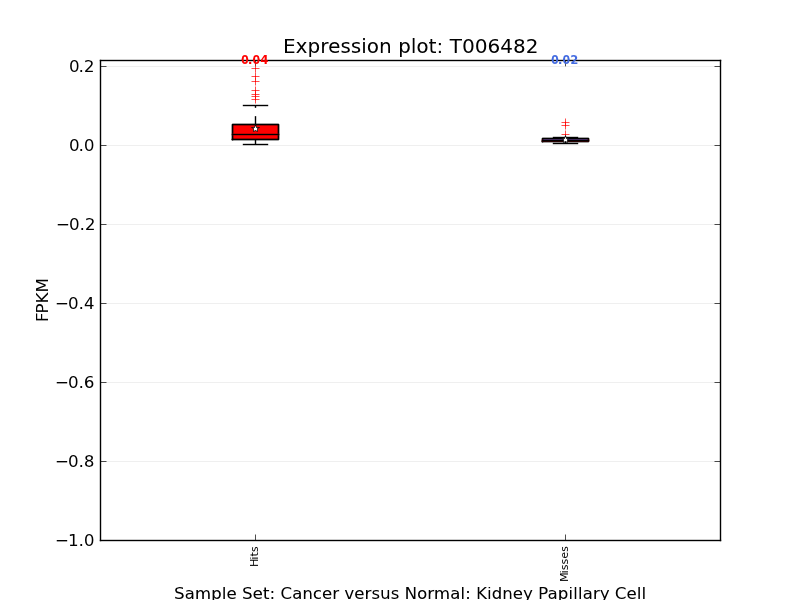 Expression plot: T006482
0.04
0.02
0.2
0.0
−0.2
−0.4
−0.6
−0.8
−1.0
FPKM
Hits
Misses
Sample Set: Cancer versus Normal: Kidney Papillary Cell